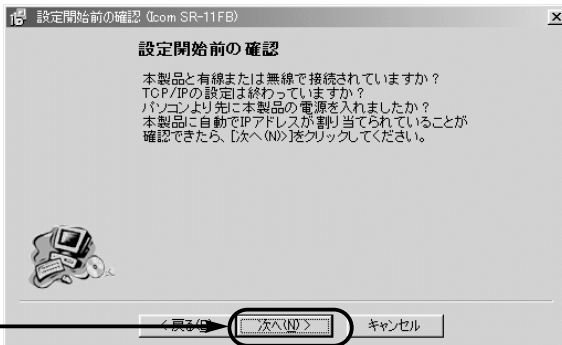 設定開始前の確認 (Icom SR-11FB)
設定開始前の確認
本製品と有線または無線で接続されていますか？
TCP/IPの設定は終わっていますか？
パソコンより先に本製品の電源を入れましたか？
本製品に自動でIPアドレスが割り当てられていることが
確認できたら、[次へ(N)>]をクリックしてください。
< 戻る(B) 次へ(N) > キャンセル